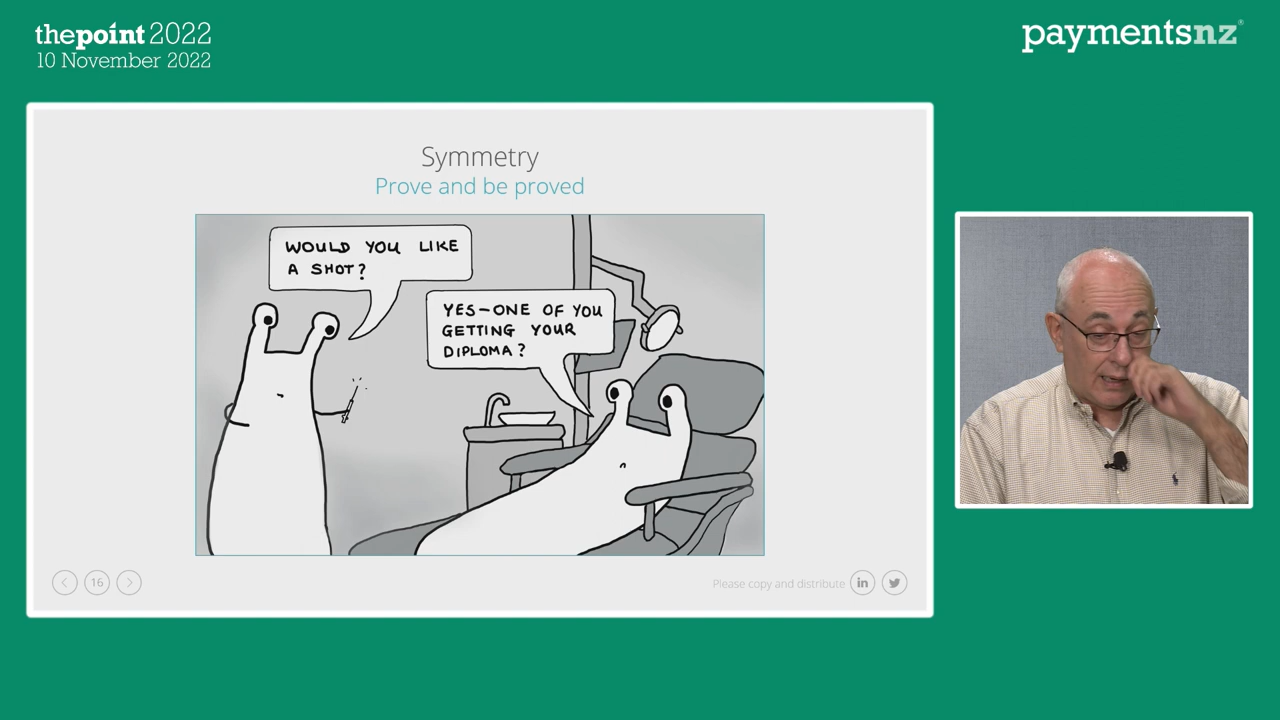 thepoint 2022
10 November 2022
paymentsnz
Symmetry
Prove and be proved
WOULD YOU LIKE
A SHOT?
YES-ONE OF YOU
GETTING YOUR
DIPLOMA?
16
Please copy and distribute
in